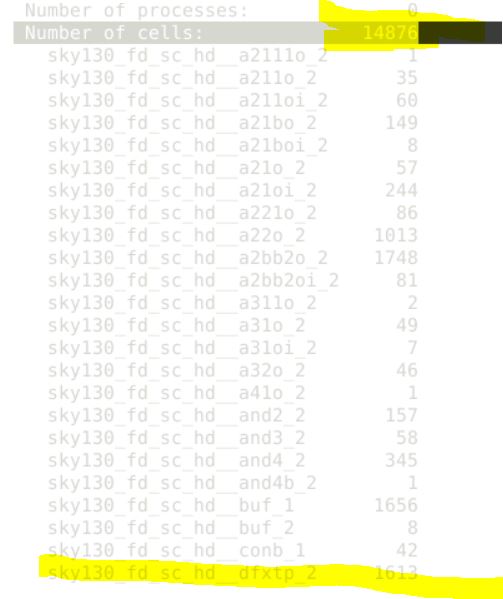 Number of processes: 0
Number of cells: 14876
sky130_fd_sc_hd__a2111o_2 1
sky130_fd_sc_hd__a211o_2 35
sky130_fd_sc_hd__a211oi_2 60
sky130_fd_sc_hd__a21bo_2 149
sky130_fd_sc_hd__a21boi_2 8
sky130_fd_sc_hd__a21o_2 57
sky130_fd_sc_hd__a21oi_2 244
sky130_fd_sc_hd__a221o_2 86
sky130_fd_sc_hd__a22o_2 1013
sky130_fd_sc_hd__a2bb2o_2 1748
sky130_fd_sc_hd__a2bb2oi_2 81
sky130_fd_sc_hd__a311o_2 2
sky130_fd_sc_hd__a31o_2 49
sky130_fd_sc_hd__a31oi_2 7
sky130_fd_sc_hd__a32o_2 46
sky130_fd_sc_hd__a41o_2 1
sky130_fd_sc_hd__and2_2 157
sky130_fd_sc_hd__and3_2 58
sky130_fd_sc_hd__and4_2 345
sky130_fd_sc_hd__and4b_2 1
sky130_fd_sc_hd__buf_1 1656
sky130_fd_sc_hd__buf_2 8
sky130_fd_sc_hd__conb_1 42
sky130_fd_sc_hd__dfxtp_2 1613